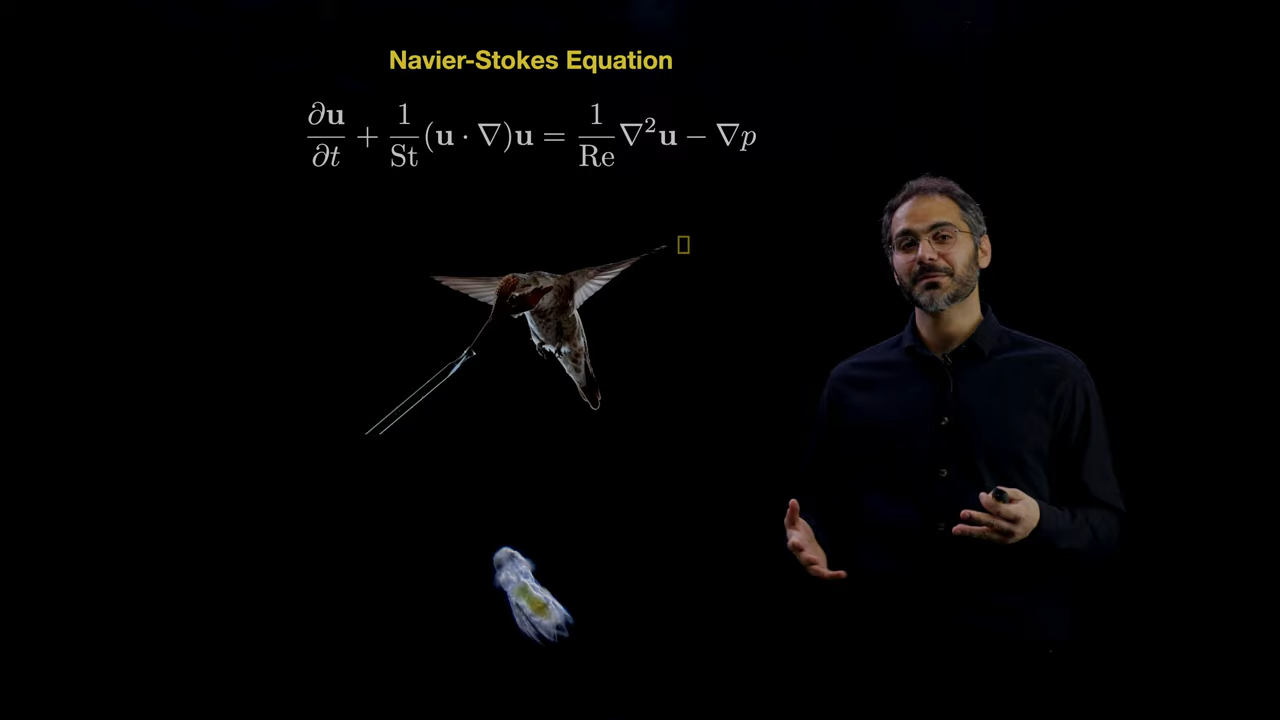 Navier-Stokes Equation
∂u/∂t + 1/St (u · ∇)u = 1/Re ∇²u − ∇p